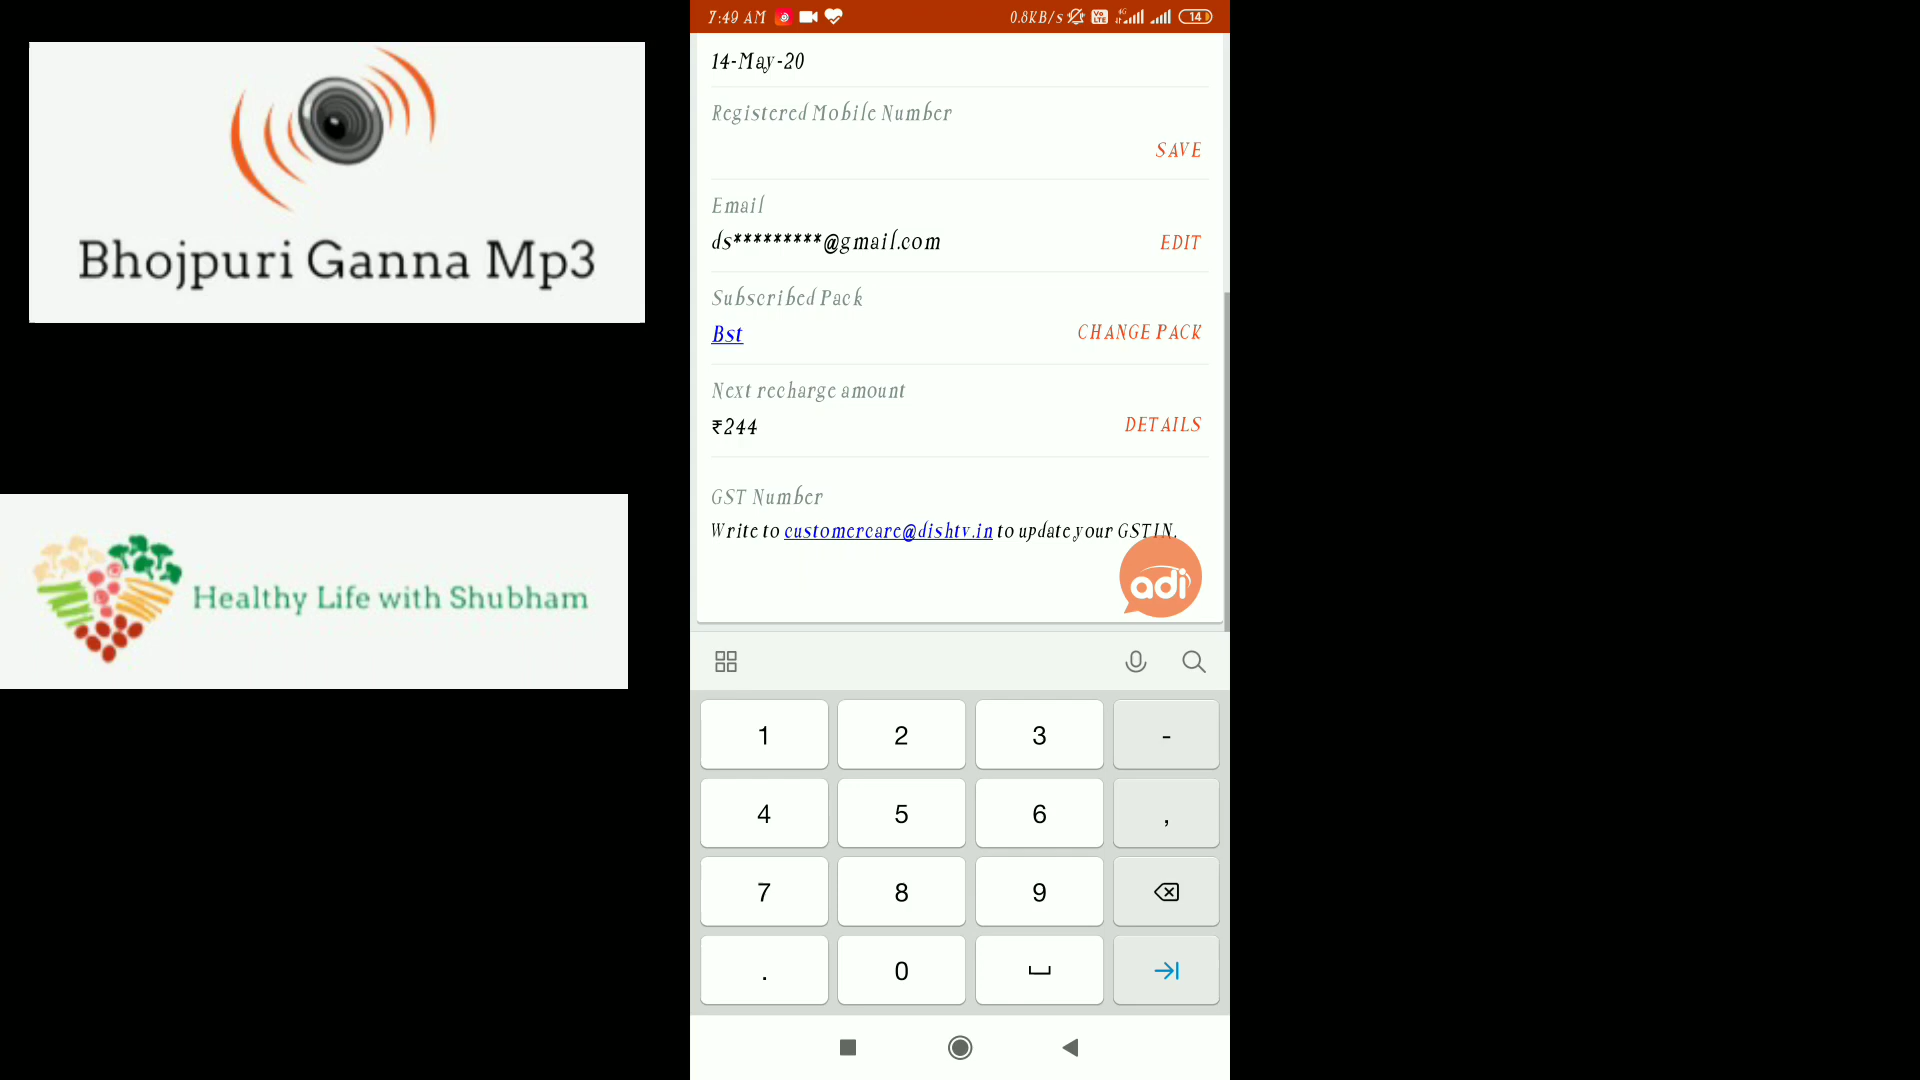 Bhojpuri Ganna Mp3
Healthy Life with Shubham
7:49 AM
0.8KB/s
Vo
LTE
4G
14
14-May-20
Registered Mobile Number
SAVE
Email
ds*********@gmail.com
EDIT
Subscribed Pack
Bst
CHANGE PACK
Next recharge amount
₹244
DETAILS
GST Number
Write to customercare@dishtv.in to update your GSTIN.
adi
1 2 3 -
4 5 6 ,
7 8 9
. 0